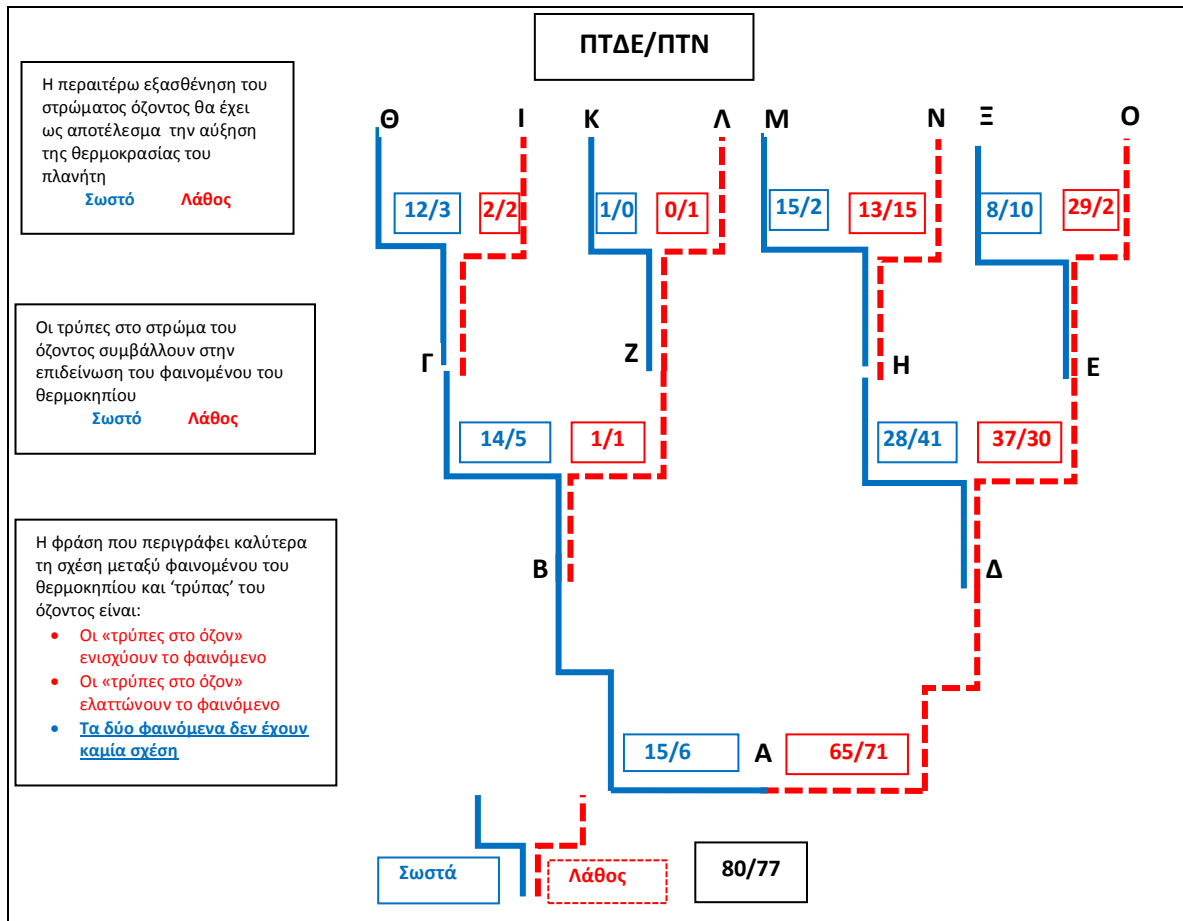 ΠΤΔΕ/ΠΤΝ
Η περαιτέρω εξασθένηση του
στρώματος όζοντος θα έχει
ως αποτέλεσμα την αύξηση
της θερμοκρασίας του
πλανήτη
Σωστό Λάθος
Θ Ι Κ Λ Μ Ν Ξ Ο
12/3 2/2 1/0 0/1 15/2 13/15 8/10 29/2
Οι τρύπες στο στρώμα του
όζοντος συμβάλλουν στην
επιδείνωση του φαινομένου του
θερμοκηπίου
Σωστό Λάθος
Γ Ζ Η Ε
14/5 1/1 28/41 37/30
Η φράση που περιγράφει καλύτερα
τη σχέση μεταξύ φαινομένου του
θερμοκηπίου και ‘τρύπας’ του
όζοντος είναι:
• Οι «τρύπες στο όζον»
ενισχύουν το φαινόμενο
• Οι «τρύπες στο όζον»
ελαττώνουν το φαινόμενο
• Τα δύο φαινόμενα δεν έχουν
καμία σχέση
Β Δ
15/6 Α 65/71
Σωστά Λάθος 80/77